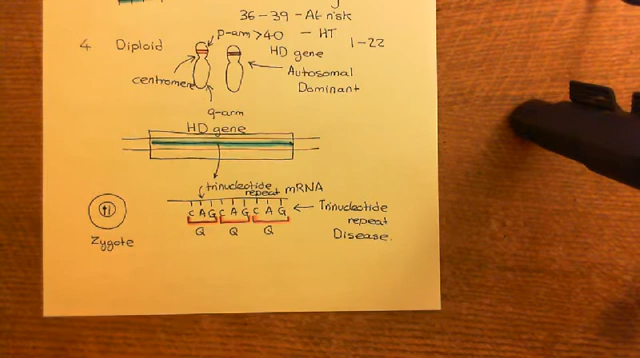 36-39 - At risk
p-arm >40 - HT
4 Diploid
HD gene
1-22
centromere
Autosomal
Dominant
q-arm
HD gene
trinucleotide
repeat mRNA
C A G C A G C A G
Trinucleotide
repeat
Disease.
Q Q Q
Zygote